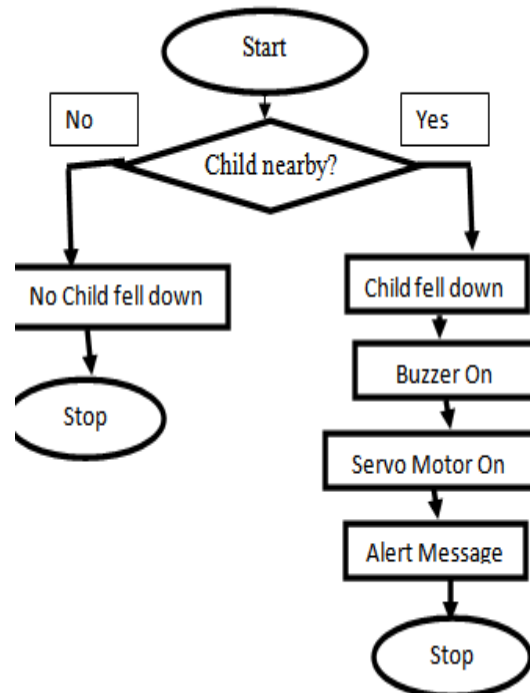 Start
No
Yes
Child nearby?
No Child fell down
Child fell down
Buzzer On
Stop
Servo Motor On
Alert Message
Stop